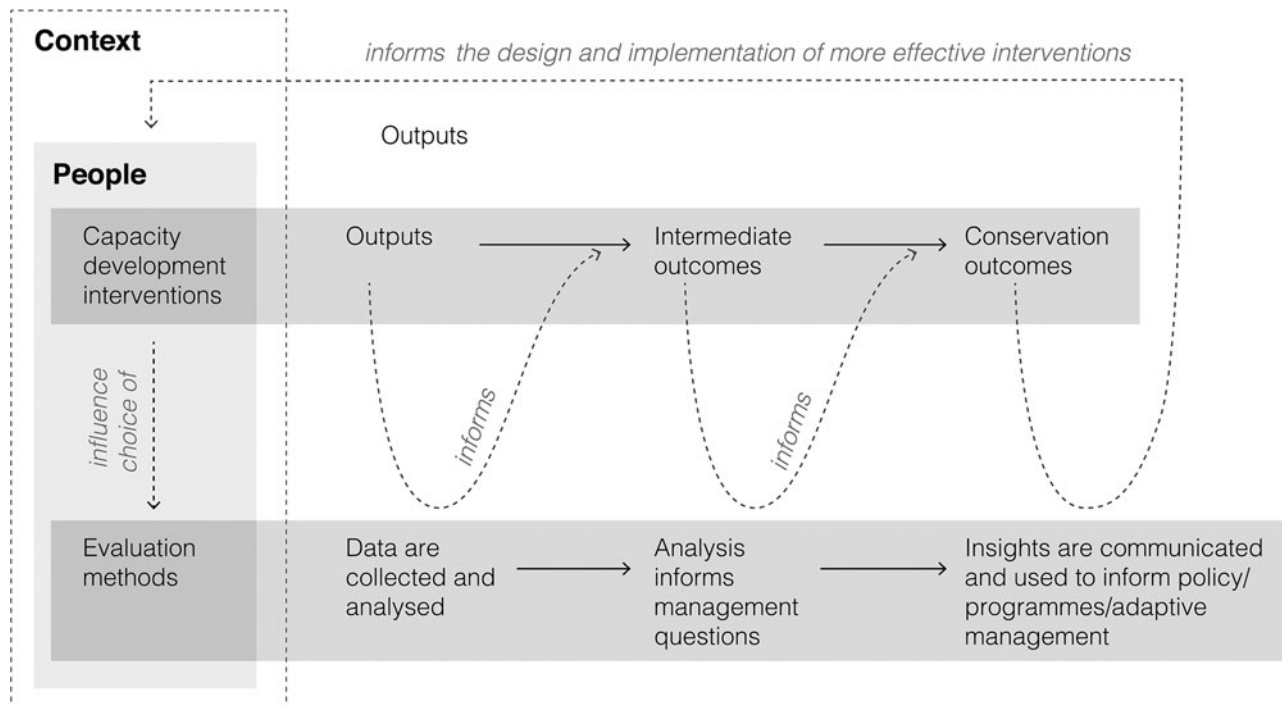 Context
informs the design and implementation of more effective interventions
Outputs
People
Capacity
development
interventions
Outputs
Intermediate
outcomes
Conservation
outcomes
influence
choice of
informs
informs
Evaluation
methods
Data are
collected and
analysed
Analysis
informs
management
questions
Insights are communicated
and used to inform policy/
programmes/adaptive
management